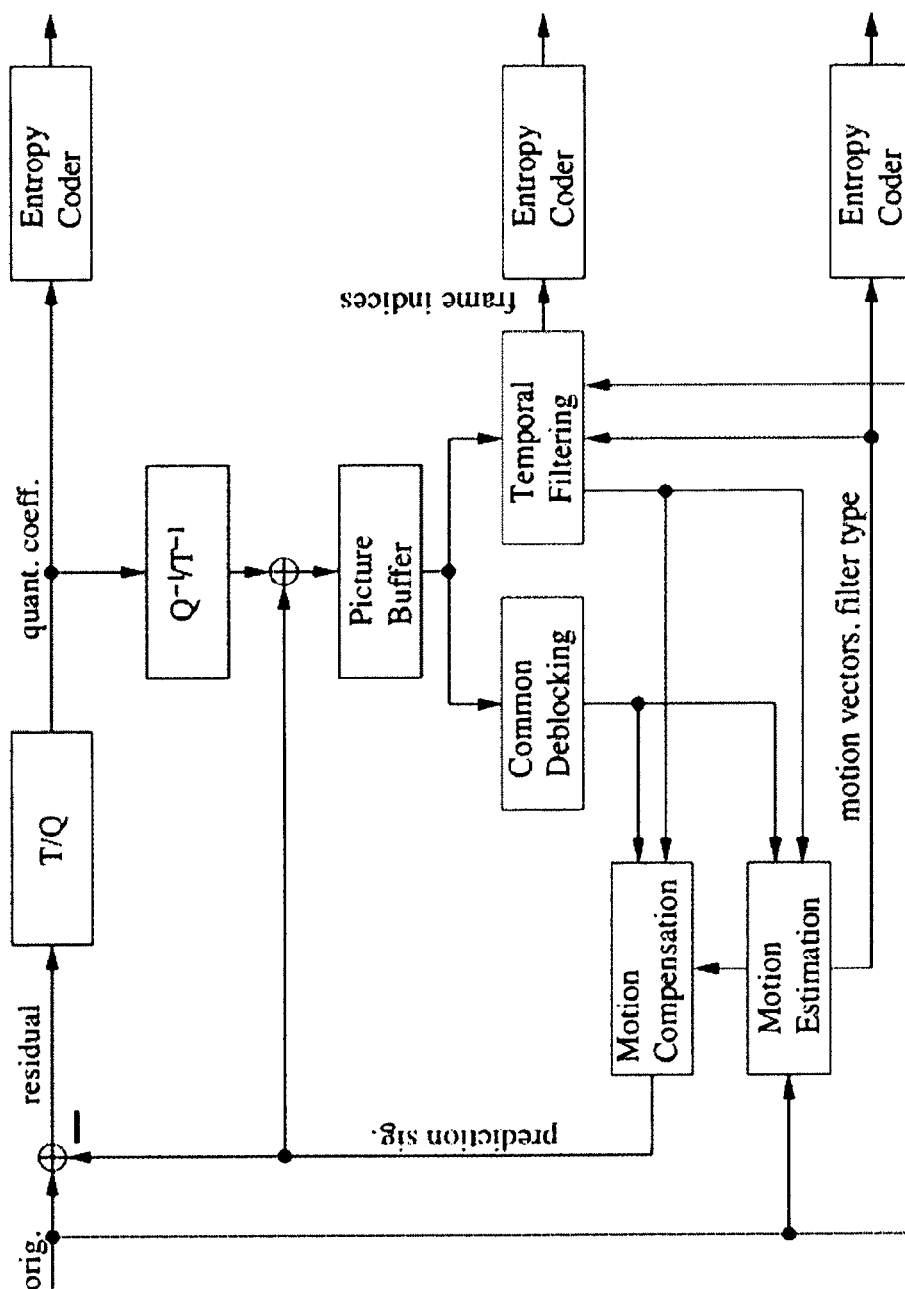 orig.
residual
T/Q
quant. coeff.
Entropy
Coder
Q⁻¹/T⁻¹
prediction sig.
Picture
Buffer
Common
Deblocking
Temporal
Filtering
frame indices
Entropy
Coder
Motion
Compensation
Motion
Estimation
motion vectors, filter type
Entropy
Coder